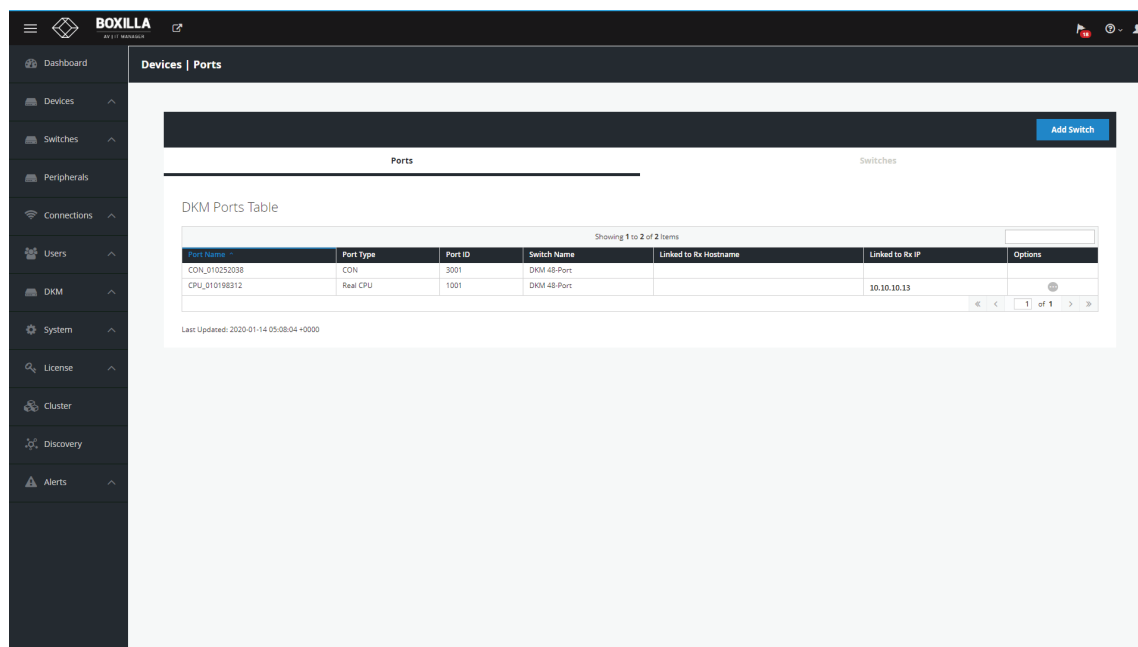 BOXILLA
AV | IT MANAGER
18
Dashboard
Devices | Ports
Devices
Switches
Peripherals
Connections
Users
DKM
System
License
Cluster
Discovery
Alerts
Add Switch
Ports Switches
DKM Ports Table
Showing 1 to 2 of 2 Items
Port Name Port Type Port ID Switch Name Linked to Rx Hostname Linked to Rx IP Options
CON_010252038 CON 3001 DKM 48-Port
CPU_010198312 Real CPU 1001 DKM 48-Port 10.10.10.13
1 of 1
Last Updated: 2020-01-14 05:08:04 +0000